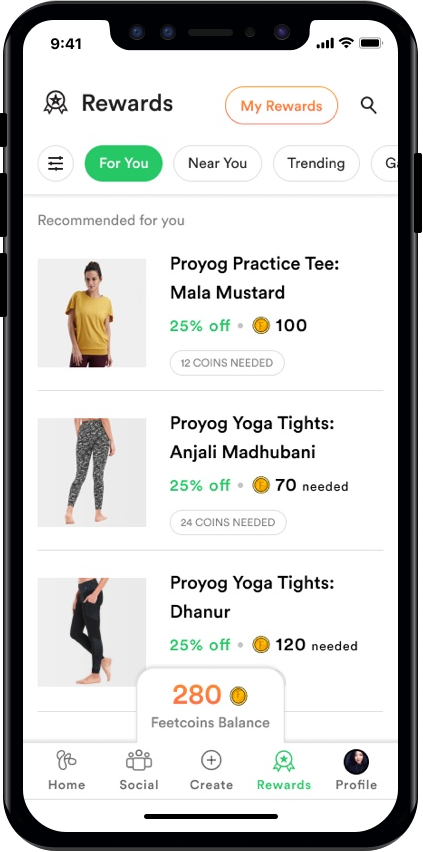 9:41
Rewards
My Rewards
For You
Near You
Trending
Ga
Recommended for you
Proyog Practice Tee:
Mala Mustard
25% off • 100
12 COINS NEEDED
Proyog Yoga Tights:
Anjali Madhubani
25% off • 70 needed
24 COINS NEEDED
Proyog Yoga Tights:
Dhanur
25% off • 120 needed
280
Feetcoins Balance
Home
Social
Create
Rewards
Profile